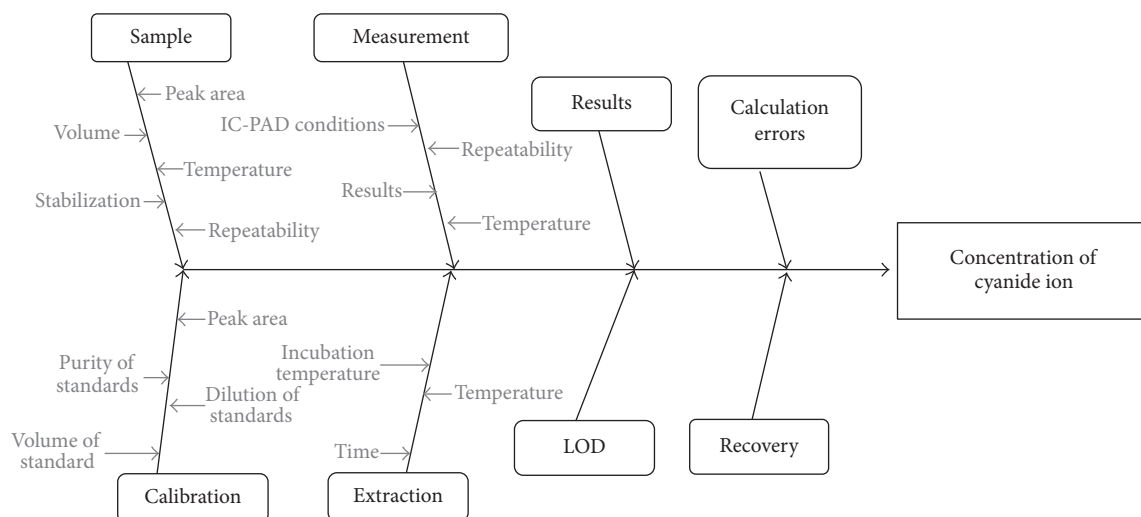 Sample
Measurement
Results
Calculation
errors
Peak area
Volume
Temperature
Stabilization
Repeatability
IC-PAD conditions
Repeatability
Results
Temperature
Concentration of
cyanide ion
Peak area
Purity of
standards
Dilution of
standards
Volume of
standard
Calibration
Incubation
temperature
Temperature
Time
Extraction
LOD
Recovery